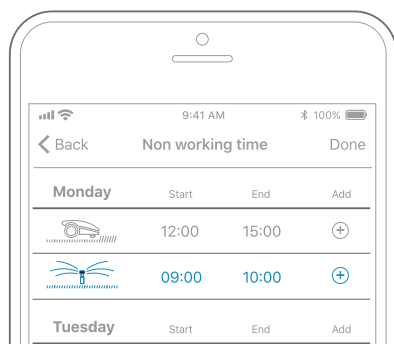 9:41 AM 100%
Back Non working time Done
Monday Start End Add
12:00 15:00
09:00 10:00
Tuesday Start End Add